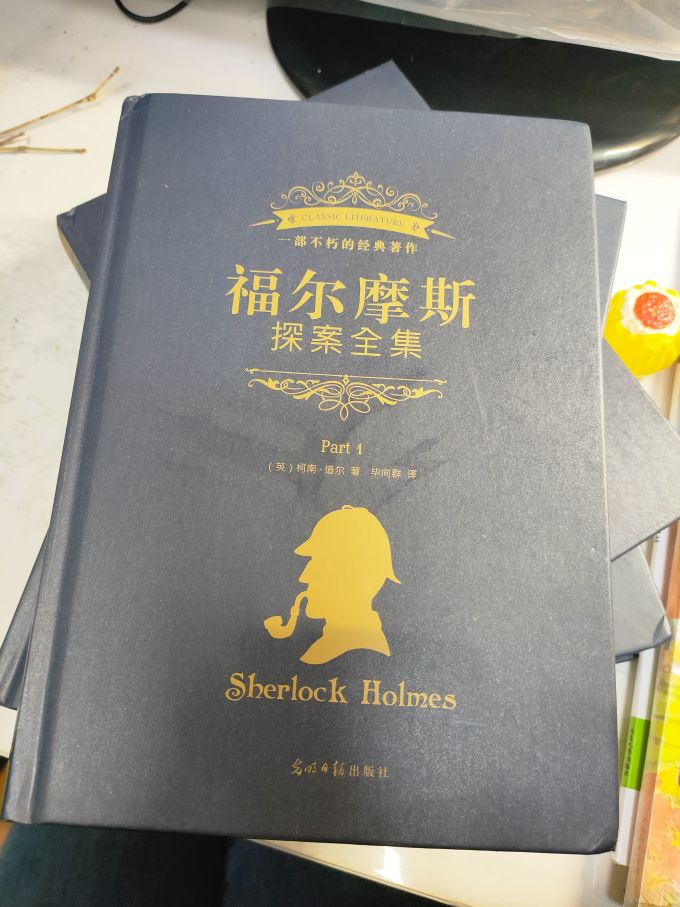 CLASSIC LITERATURE
一部不朽的经典著作
福尔摩斯
探案全集
Part 1
（英）柯南·道尔 著 毕向群 译
Sherlock Holmes
光明日报出版社